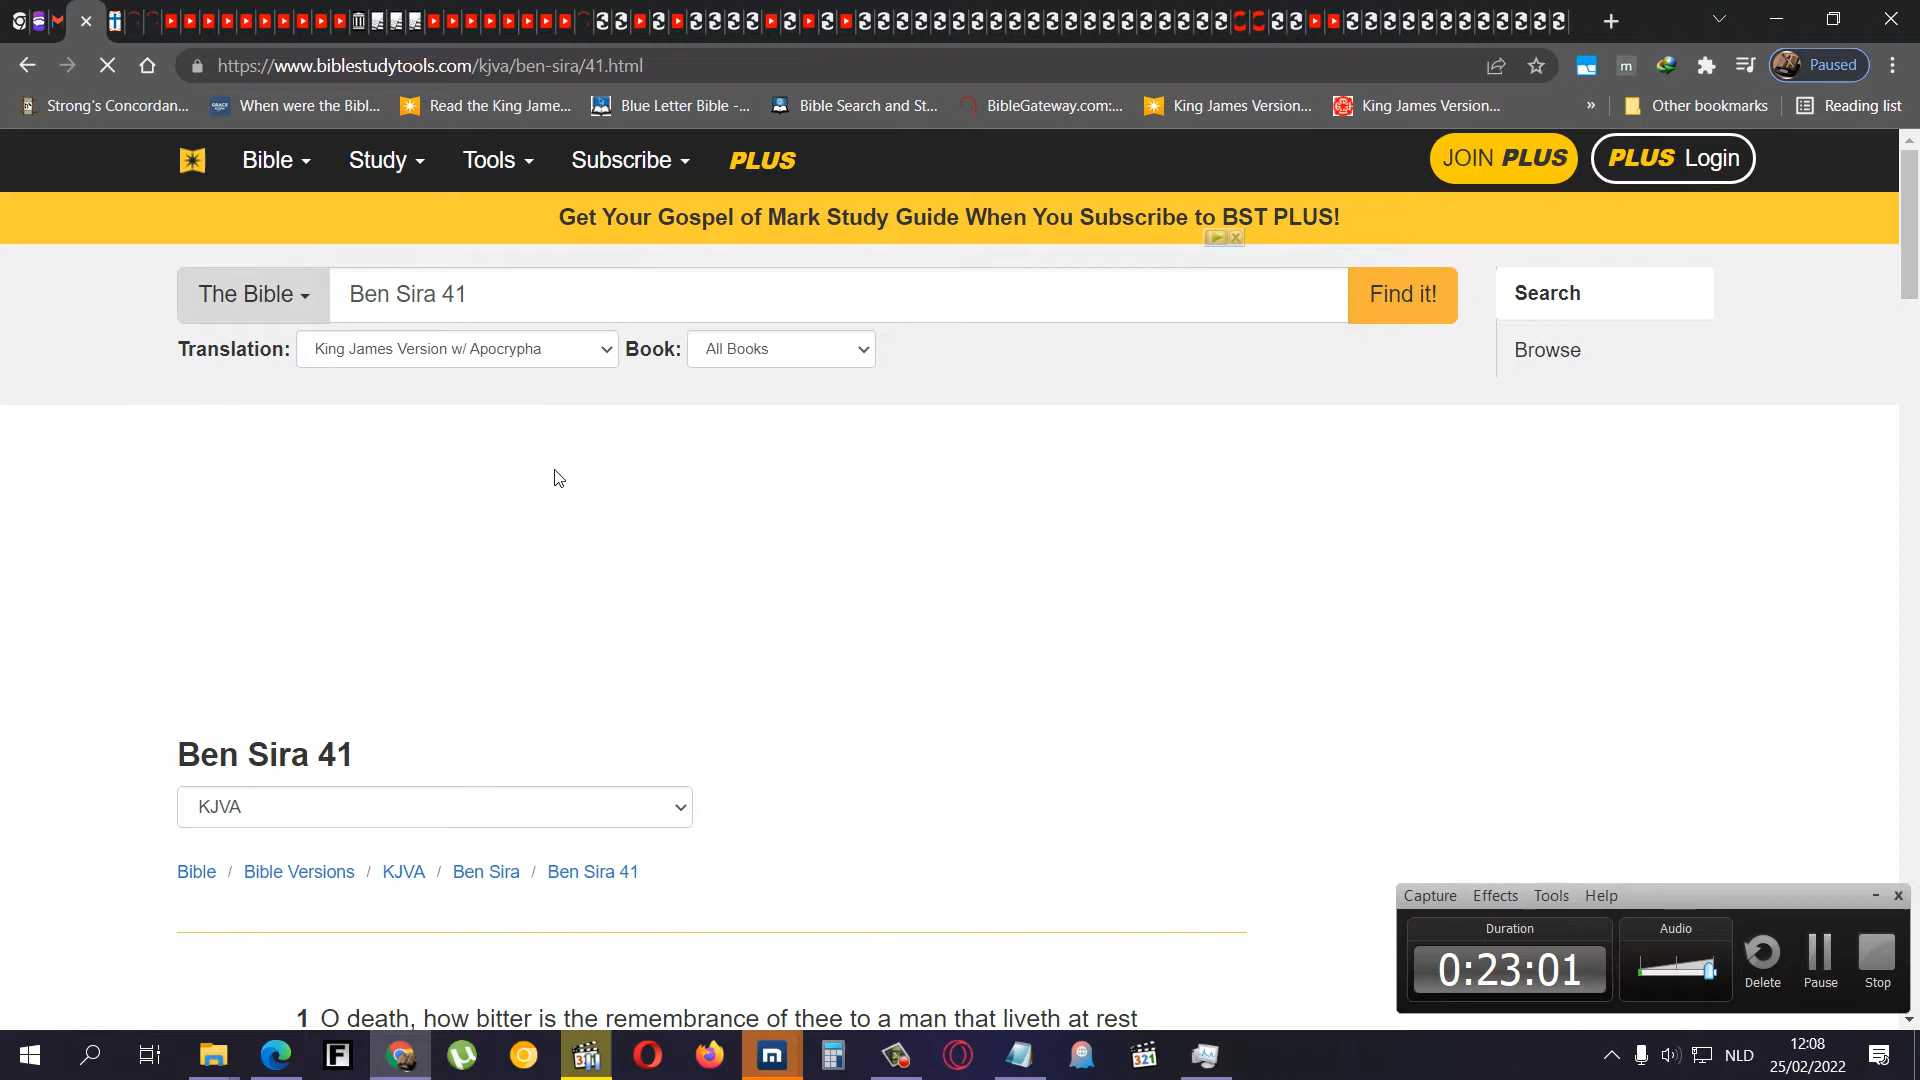 https://www.biblestudytools.com/kjva/ben-sira/41.html
m
Paused
Strong's Concordan...
When were the Bibl...
Read the King Jame...
Blue Letter Bible -...
Bible Search and St...
BibleGateway.com:...
King James Version...
King James Version...
»
Other bookmarks
Reading list
Bible
Study
Tools
Subscribe
PLUS
JOIN PLUS
PLUS Login
Get Your Gospel of Mark Study Guide When You Subscribe to BST PLUS!
The Bible
Ben Sira 41
Find it!
Search
Translation:
King James Version w/ Apocrypha
Book:
All Books
Browse
Ben Sira 41
KJVA
Bible / Bible Versions / KJVA / Ben Sira / Ben Sira 41
1 O death, how bitter is the remembrance of thee to a man that liveth at rest
Capture Effects Tools Help
Duration
0:23:01
Audio
Delete
Pause
Stop
F
321
NLD
12:08
25/02/2022